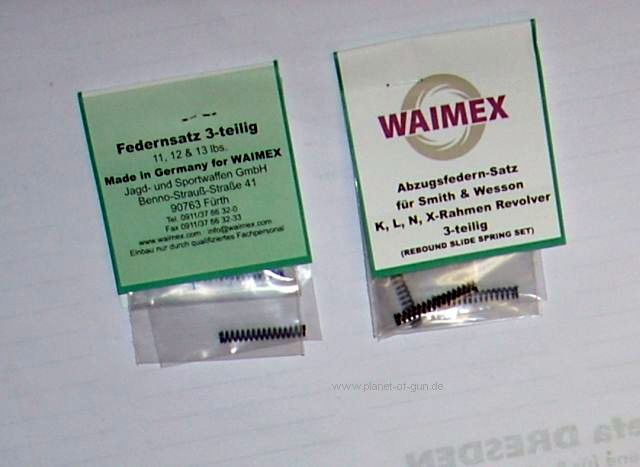 Federnsatz 3-teilig
11, 12 & 13 lbs.
Made in Germany for WAIMEX
Jagd- und Sportwaffen GmbH
Benno-Strauß-Straße 41
90763 Fürth
Tel. 0911/37 66 32-0
Fax 0911/37 66 32-33
www.waimex.com · info@waimex.com
Einbau nur durch qualifiziertes Fachpersonal
WAIMEX
Abzugsfedern-Satz
für Smith & Wesson
K, L, N, X-Rahmen Revolver
3-teilig
(REBOUND SLIDE SPRING SET)
www.planet-of-gun.de
DRESDEN